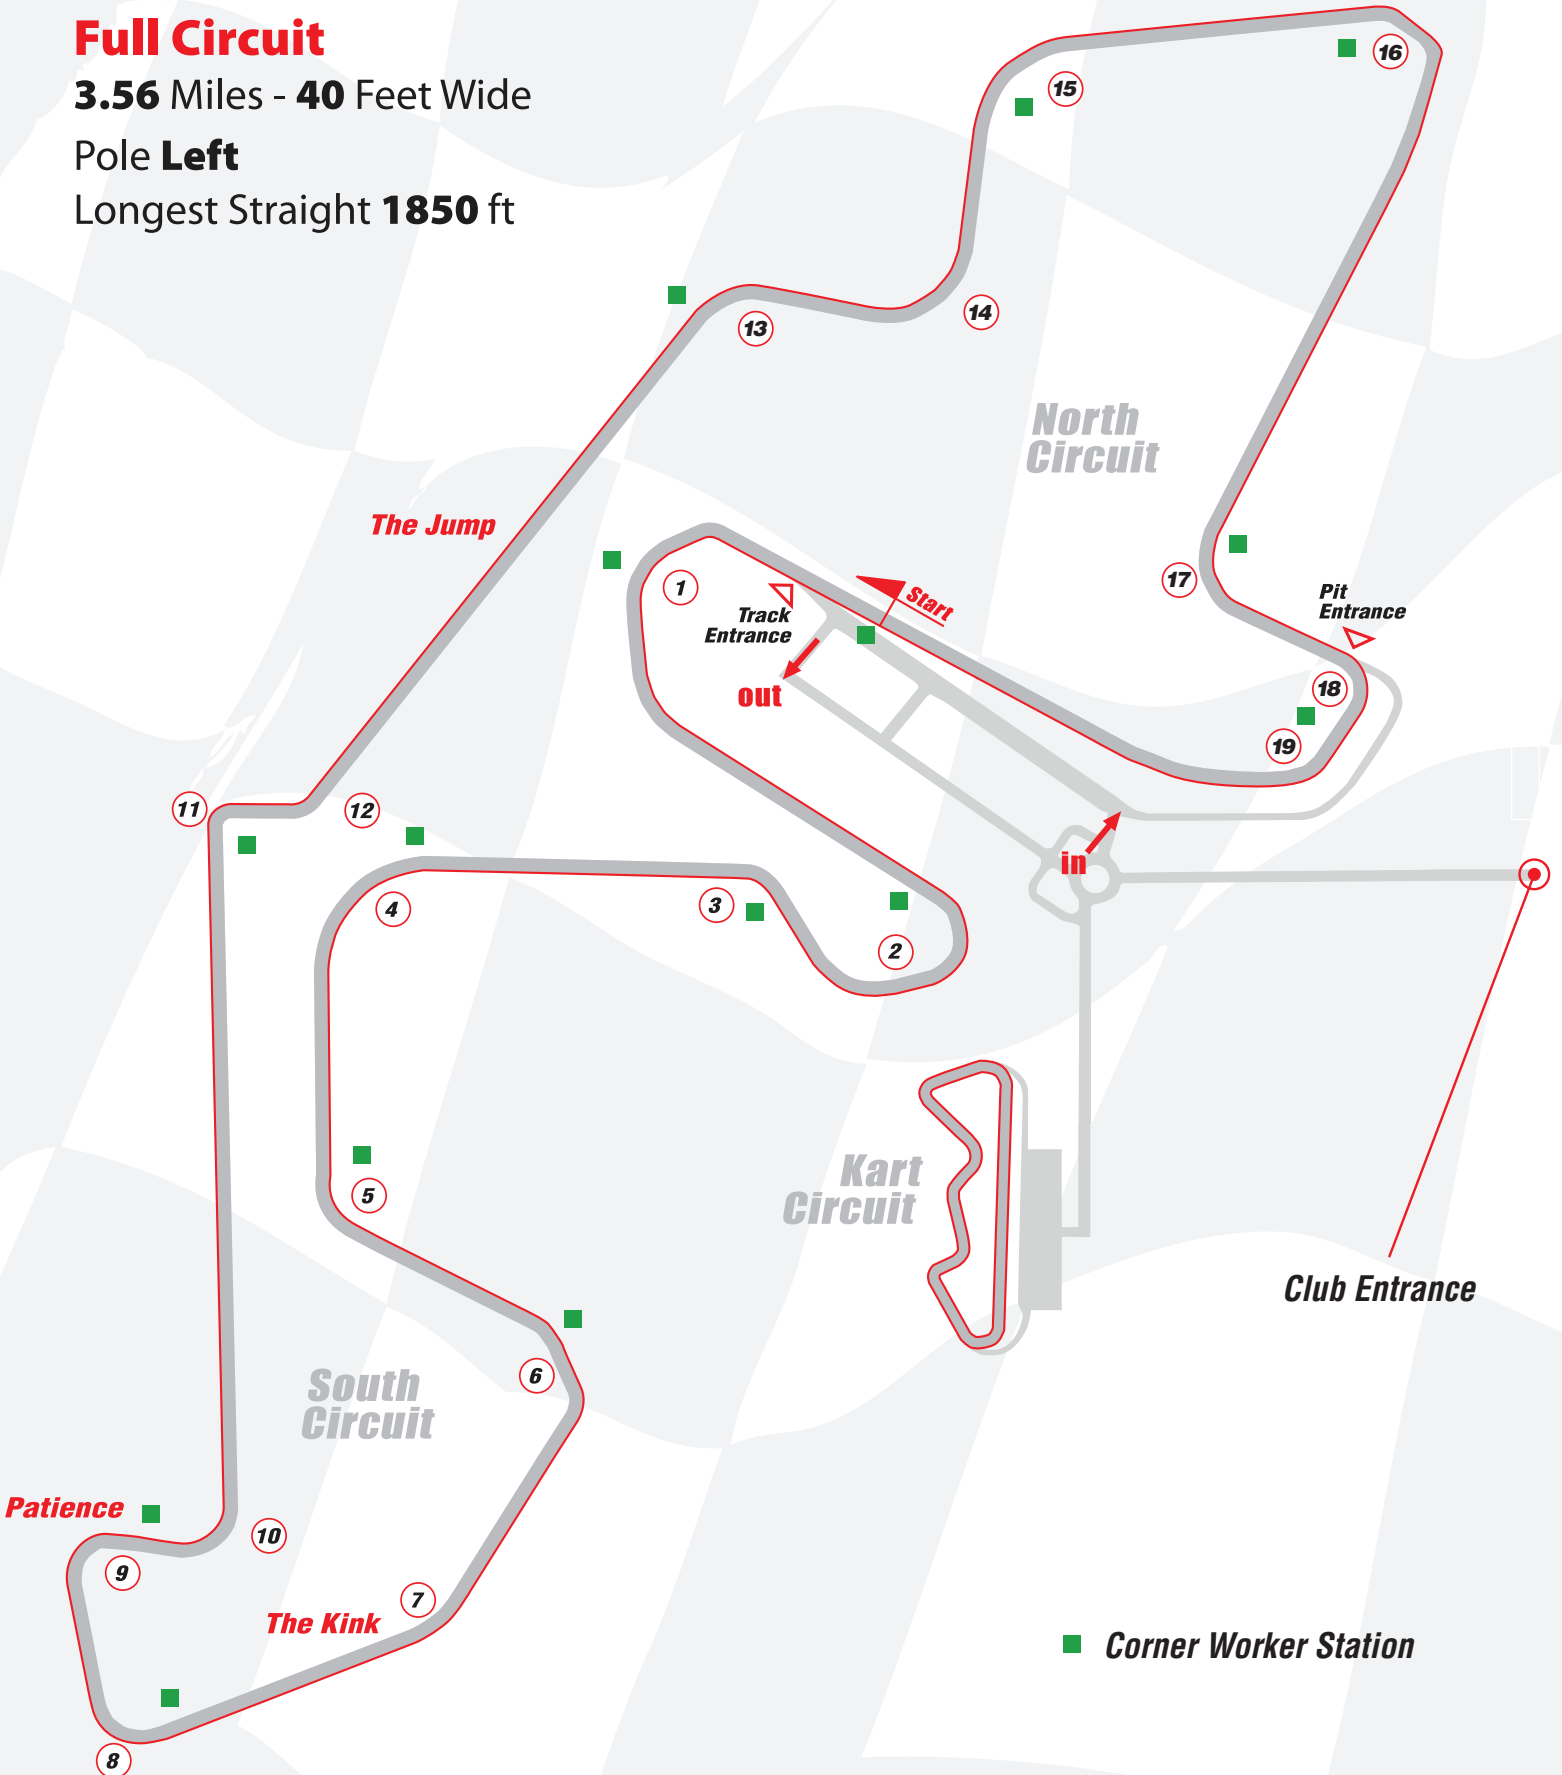 Full Circuit
3.56 Miles - 40 Feet Wide
Pole Left
Longest Straight 1850 ft
16
15
14
13
North
Circuit
The Jump
1
17
Start
Track
Entrance
Pit
Entrance
out
18
19
11
12
in
4
3
2
5
Kart
Circuit
Club Entrance
6
South
Circuit
Patience
10
9
7
The Kink
Corner Worker Station
8